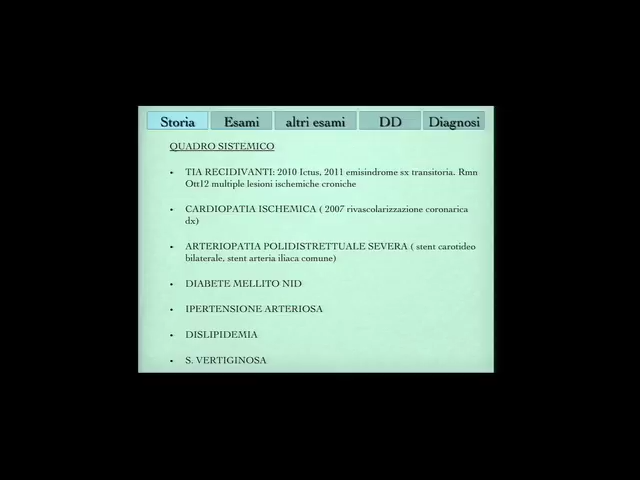 Storia Esami altri esami DD Diagnosi
QUADRO SISTEMICO
• TIA RECIDIVANTI: 2010 Ictus, 2011 emisindrome sx transitoria. Rmn
Ott12 multiple lesioni ischemiche croniche
• CARDIOPATIA ISCHEMICA ( 2007 rivascolarizzazione coronarica
dx)
• ARTERIOPATIA POLIDISTRETTUALE SEVERA ( stent carotideo
bilaterale, stent arteria iliaca comune)
• DIABETE MELLITO NID
• IPERTENSIONE ARTERIOSA
• DISLIPIDEMIA
• S. VERTIGINOSA